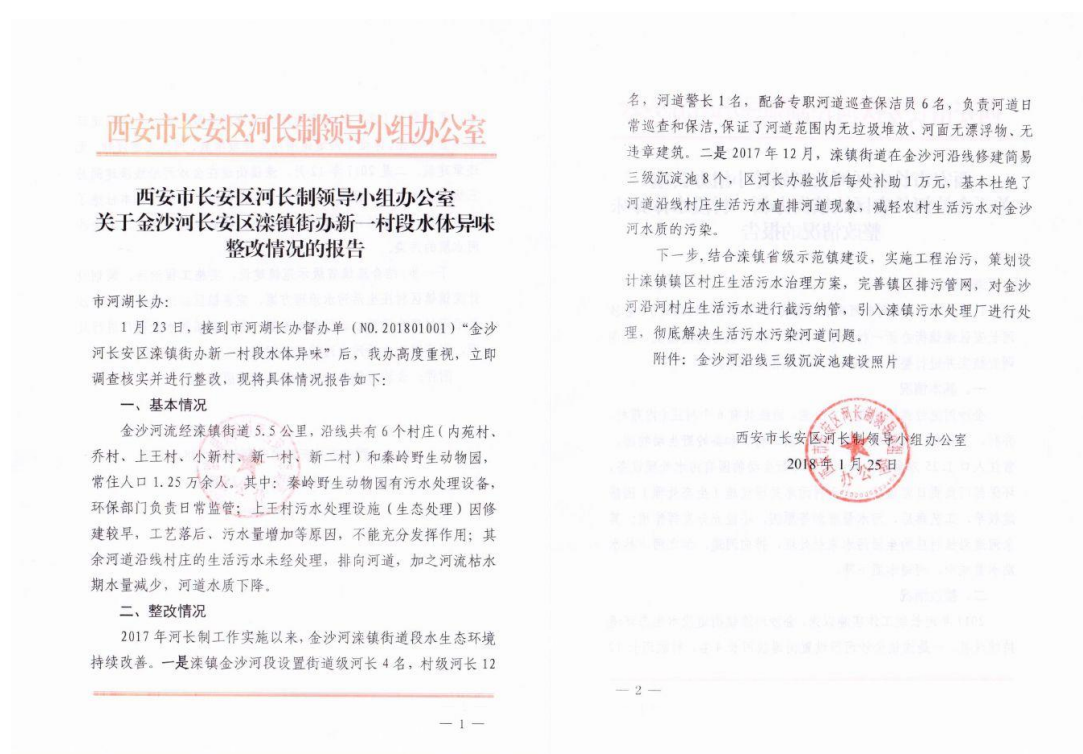 西安市长安区河长制领导小组办公室
西安市长安区河长制领导小组办公室
关于金沙河长安区滦镇街办新一村段水体异味
整改情况的报告
市河湖长办：
1月23日，接到市河湖长办督办单（NO.201801001）“金沙
河长安区滦镇街办新一村段水体异味”后，我办高度重视，立即
调查核实并进行整改，现将具体情况报告如下：
一、基本情况
金沙河流经滦镇街道5.5公里，沿线共有6个村庄（内苑村、
乔村、上王村、小新村、新一村、新二村）和秦岭野生动物园，
常住人口1.25万余人。其中：秦岭野生动物园有污水处理设备，
环保部门负责日常监管；上王村污水处理设施（生态处理）因修
建较早，工艺落后、污水量增加等原因，不能充分发挥作用；其
余河道沿线村庄的生活污水未经处理，排向河道，加之河流枯水
期水量减少，河道水质下降。
二、整改情况
2017年河长制工作实施以来，金沙河滦镇街道段水生态环境
持续改善。一是滦镇金沙河段设置街道级河长4名，村级河长12
— 1 —
名，河道警长1名，配备专职河道巡查保洁员6名，负责河道日
常巡查和保洁，保证了河道范围内无垃圾堆放、河面无漂浮物、无
违章建筑。二是2017年12月，滦镇街道在金沙河沿线修建简易
三级沉淀池8个，区河长办验收后每处补助1万元，基本杜绝了
河道沿线村庄生活污水直排河道现象，减轻农村生活污水对金沙
河水质的污染。
下一步，结合滦镇省级示范镇建设，实施工程治污，策划设
计滦镇镇区村庄生活污水治理方案，完善镇区排污管网，对金沙
河沿河村庄生活污水进行截污纳管，引入滦镇污水处理厂进行处
理，彻底解决生活污水污染河道问题。
附件：金沙河沿线三级沉淀池建设照片
西安市长安区河长制领导小组办公室
2018年1月25日
— 2 —